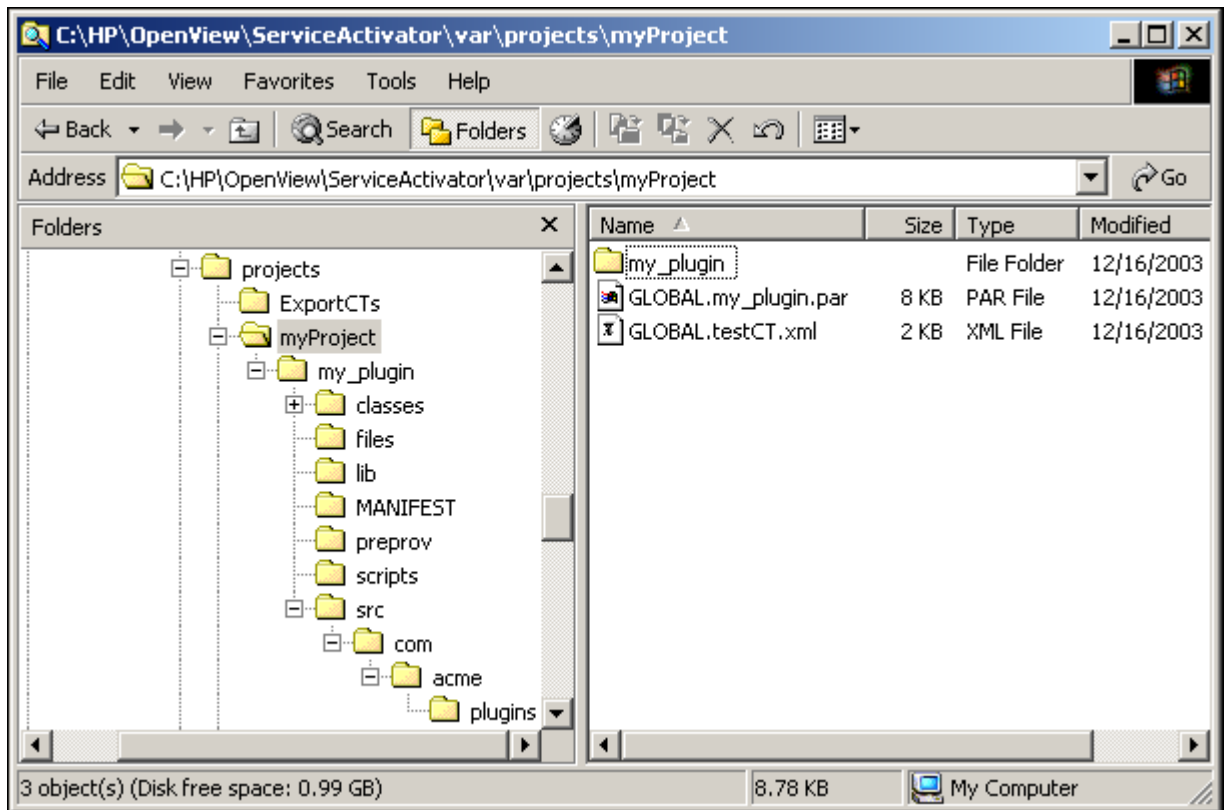 C:\HP\OpenView\ServiceActivator\var\projects\myProject
File Edit View Favorites Tools Help
Back Search Folders
Address C:\HP\OpenView\ServiceActivator\var\projects\myProject Go
Folders
projects
ExportCTs
myProject
my_plugin
classes
files
lib
MANIFEST
preprov
scripts
src
com
acme
plugins
Name Size Type Modified
my_plugin File Folder 12/16/2003
GLOBAL.my_plugin.par 8 KB PAR File 12/16/2003
GLOBAL.testCT.xml 2 KB XML File 12/16/2003
3 object(s) (Disk free space: 0.99 GB) 8.78 KB My Computer